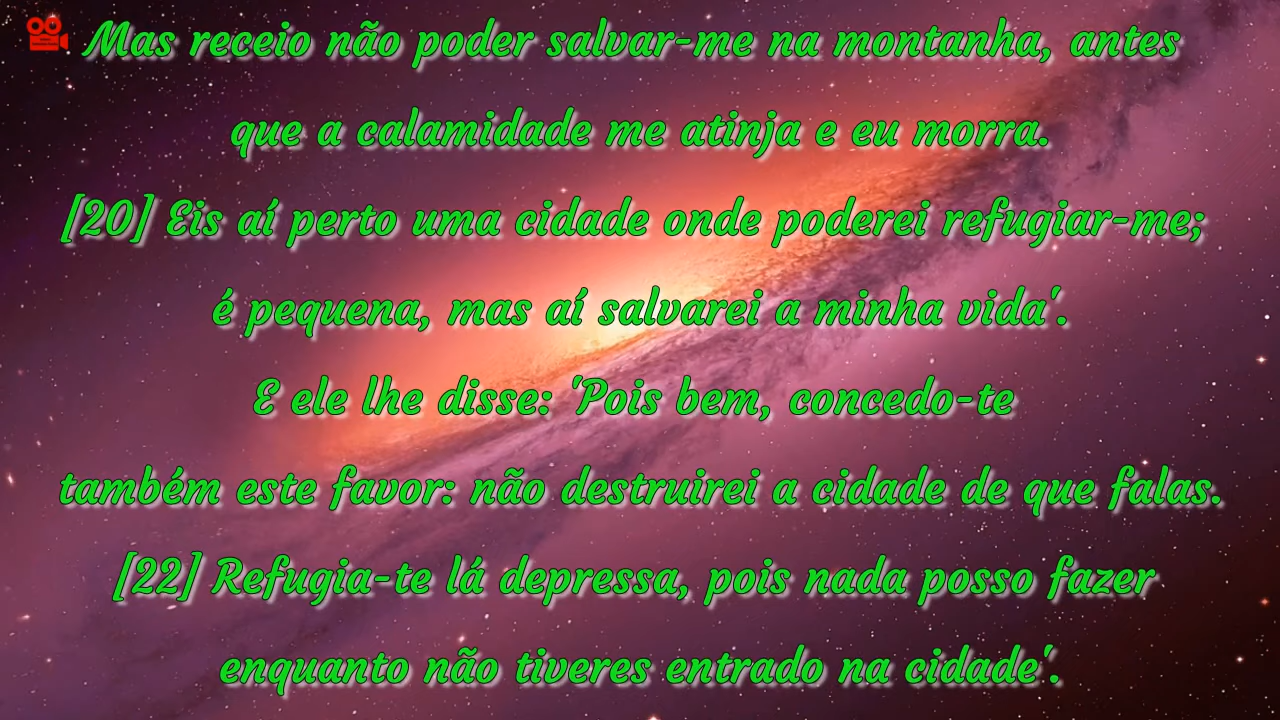 Mas receio não poder salvar-me na montanha, antes
que a calamidade me atinja e eu morra.
[20] Eis aí perto uma cidade onde poderei refugiar-me;
é pequena, mas aí salvarei a minha vida'.
E ele lhe disse: 'Pois bem, concedo-te
também este favor: não destruirei a cidade de que falas.
[22] Refugia-te lá depressa, pois nada posso fazer
enquanto não tiveres entrado na cidade'.